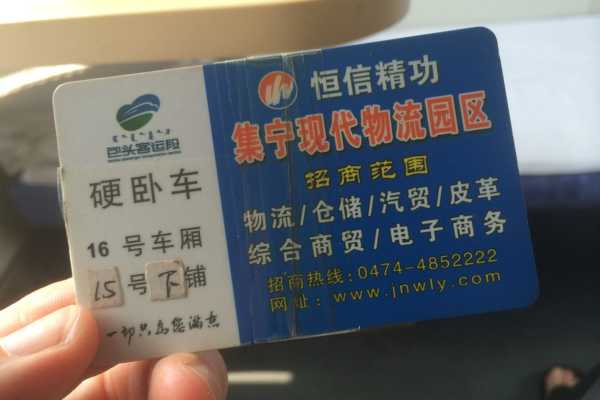 包头客运段
硬卧车
16 号车厢
15 号 下 铺
一切只为您满意
恒信精功
集宁现代物流园区
招商范围
物流/仓储/汽贸/皮革
综合商贸/电子商务
招商热线: 0474-4852222
网址: www.jnwly.com